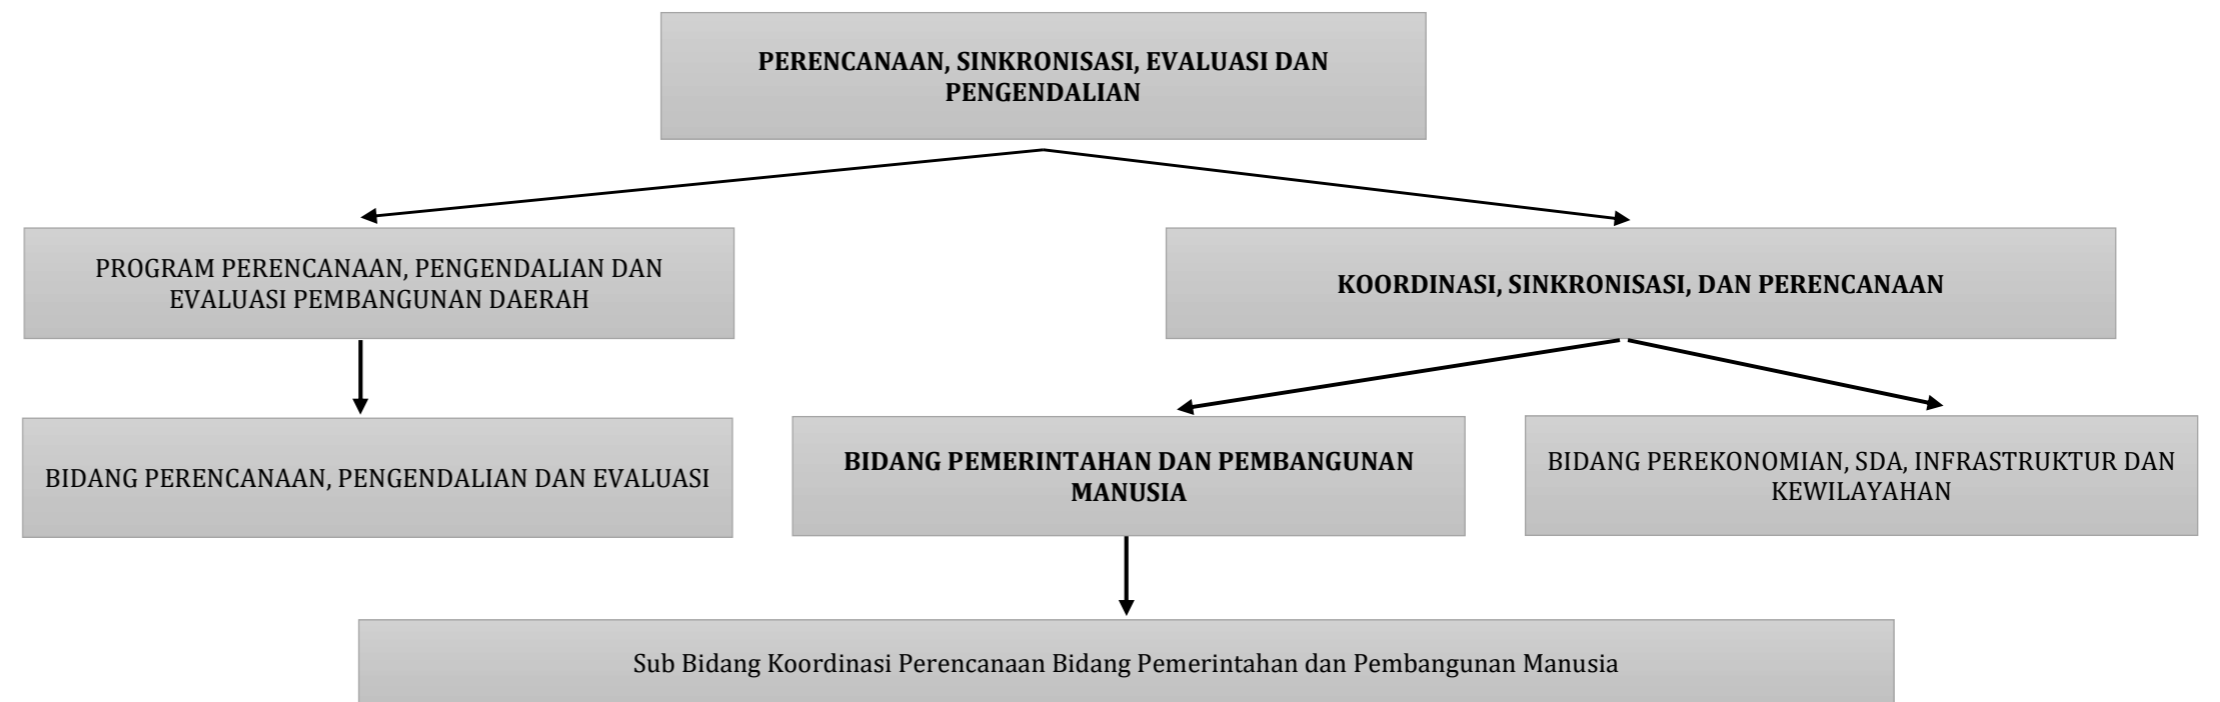 PERENCANAAN, SINKRONISASI, EVALUASI DAN
PENGENDALIAN
PROGRAM PERENCANAAN, PENGENDALIAN DAN
EVALUASI PEMBANGUNAN DAERAH
KOORDINASI, SINKRONISASI, DAN PERENCANAAN
BIDANG PERENCANAAN, PENGENDALIAN DAN EVALUASI
BIDANG PEMERINTAHAN DAN PEMBANGUNAN
MANUSIA
BIDANG PEREKONOMIAN, SDA, INFRASTRUKTUR DAN
KEWILAYAHAN
Sub Bidang Koordinasi Perencanaan Bidang Pemerintahan dan Pembangunan Manusia